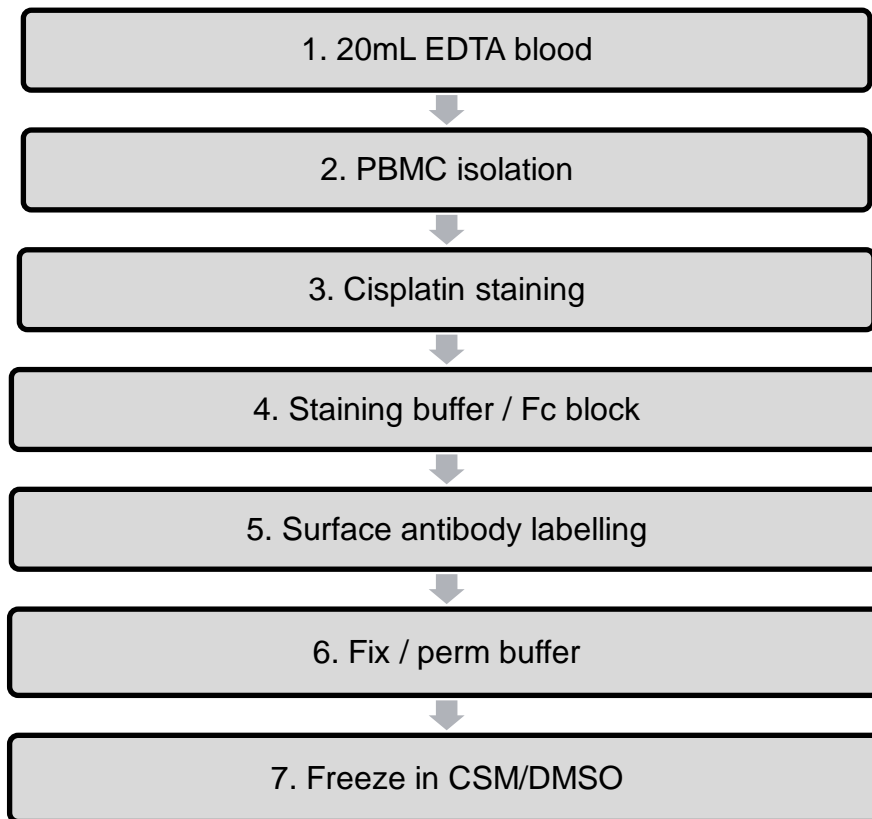 1. 20mL EDTA blood
2. PBMC isolation
3. Cisplatin staining
4. Staining buffer / Fc block
5. Surface antibody labelling
6. Fix / perm buffer
7. Freeze in CSM/DMSO